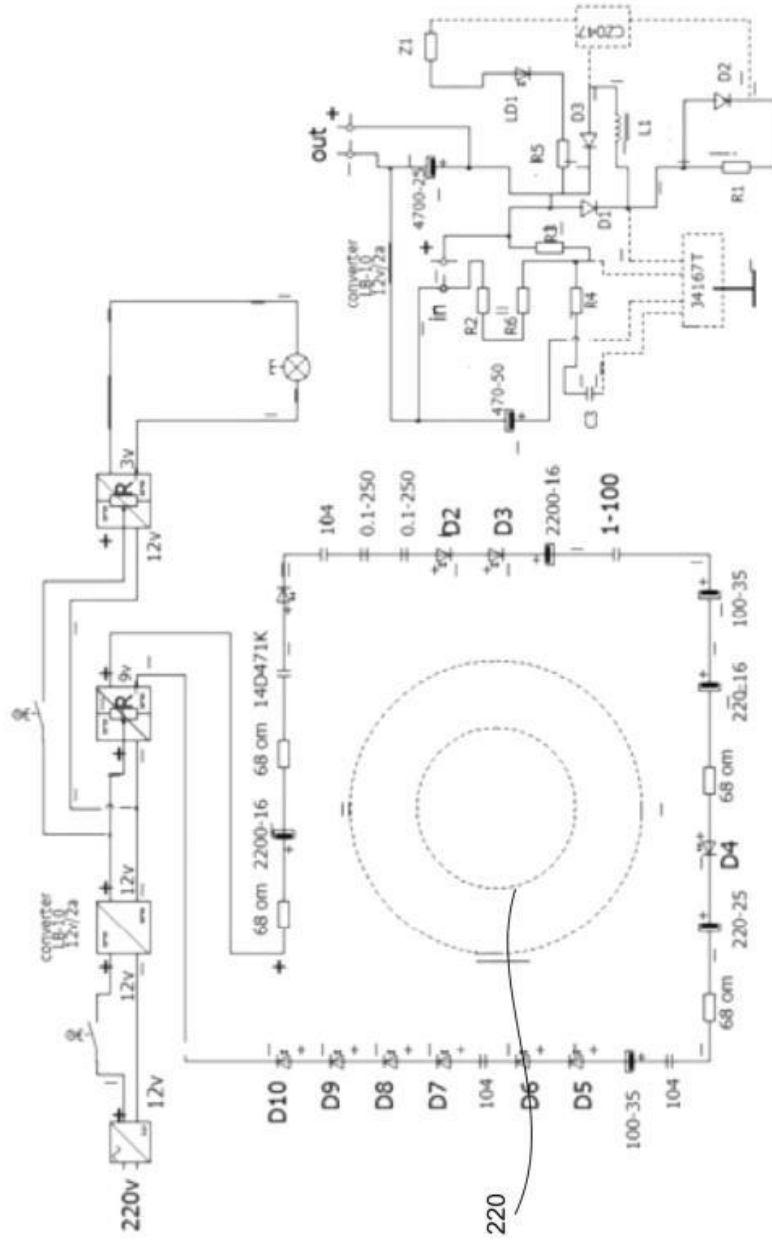 220v
12v
12v
converter
LB-10
12v/2a
12v
R
9v
12v
R
3v
68 om
2200-16
68 om
14D471K
104
0.1-250
0.1-250
D2
D3
2200-16
1-100
100-35
68 om
D4
220-25
68 om
104
100-35
D5
D6
104
D7
D8
D9
D10
220
converter
LB-10
12v/2a
in
out
4700-25
470-50
R2
R6
R3
R4
C3
R5
LD1
Z1
CZ047
D3
L1
D1
D2
R1
34167T